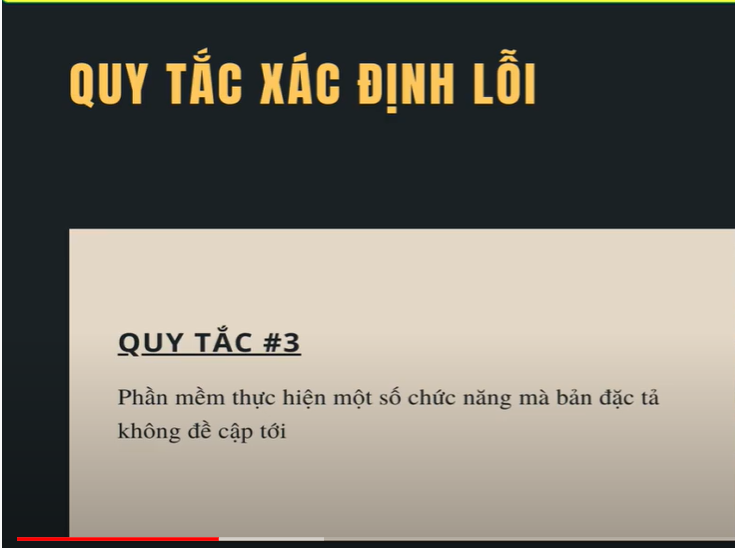 QUY TẮC XÁC ĐỊNH LỖI
QUY TẮC #3
Phần mềm thực hiện một số chức năng mà bản đặc tả
không đề cập tới